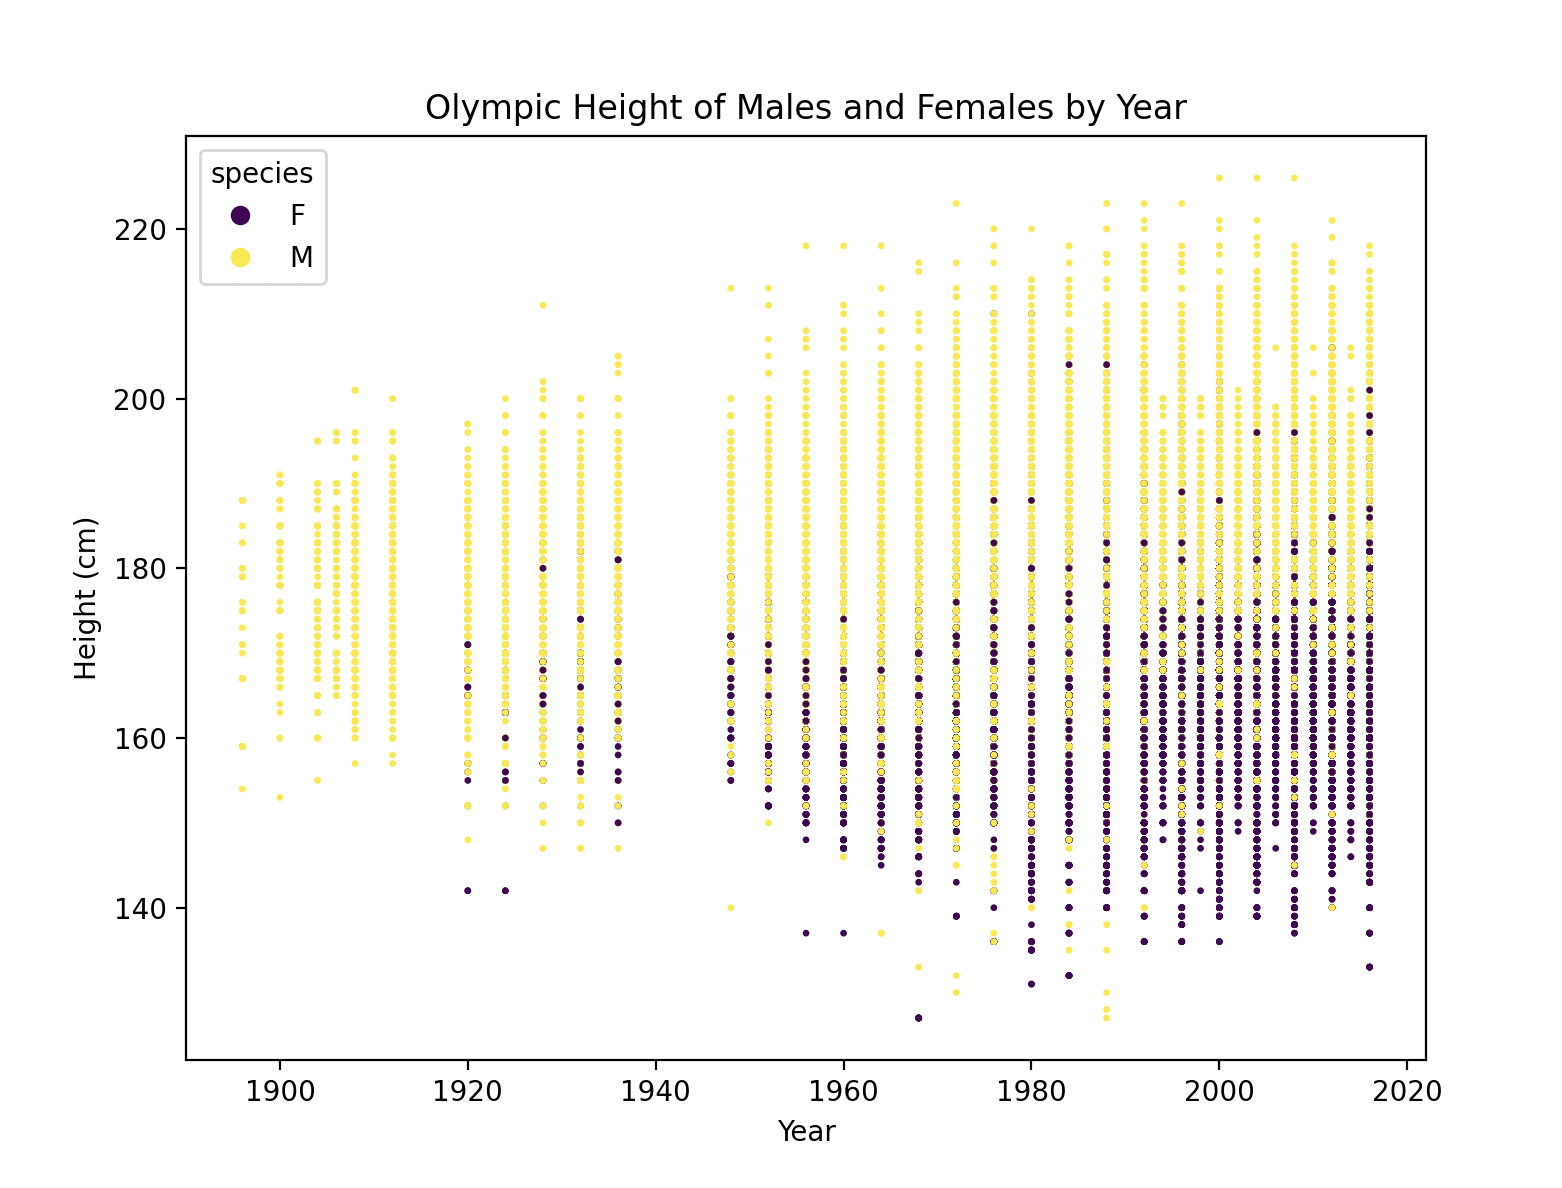 Olympic Height of Males and Females by Year
species
F
M
220
200
180
160
140
Height (cm)
1900 1920 1940 1960 1980 2000 2020
Year